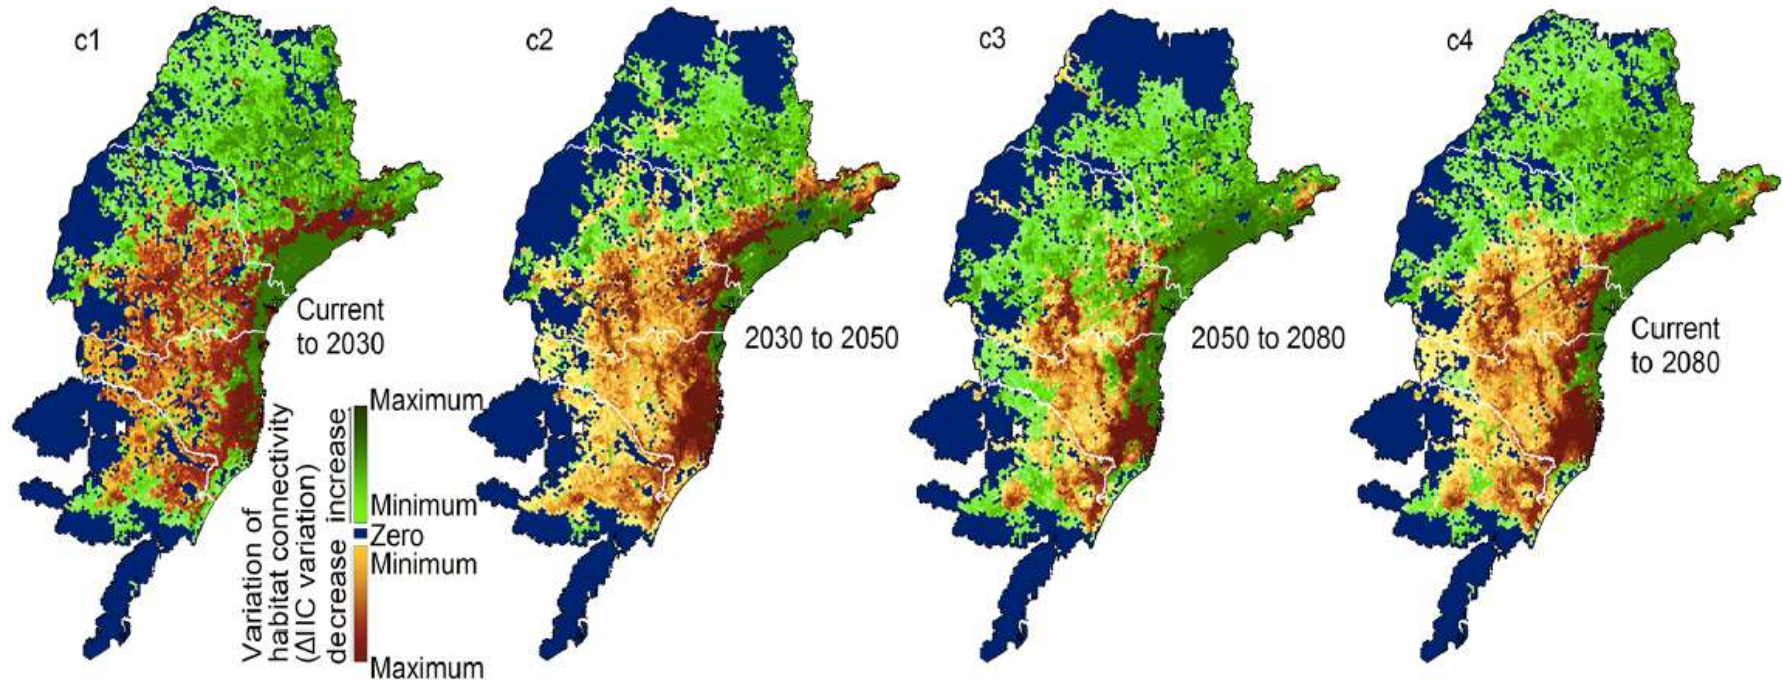 c1
c2
c3
c4
Current
to 2030
2030 to 2050
2050 to 2080
Current
to 2080
Variation of
habitat connectivity
(ΔIIC variation)
decrease increase
Maximum
Minimum
Zero
Minimum
Maximum